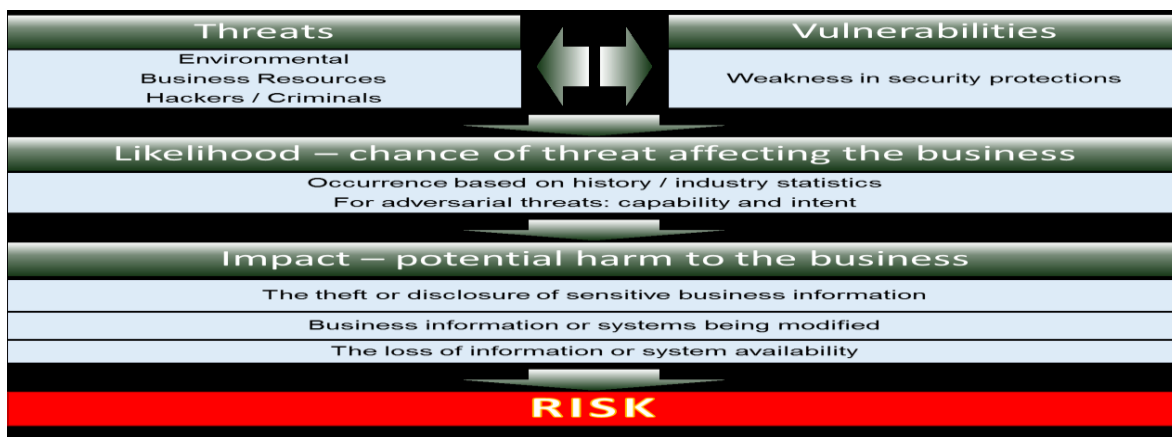 Threats
Environmental
Business Resources
Hackers / Criminals
Vulnerabilities
Weakness in security protections
Likelihood – chance of threat affecting the business
Occurrence based on history / industry statistics
For adversarial threats: capability and intent
Impact – potential harm to the business
The theft or disclosure of sensitive business information
Business information or systems being modified
The loss of information or system availability
RISK